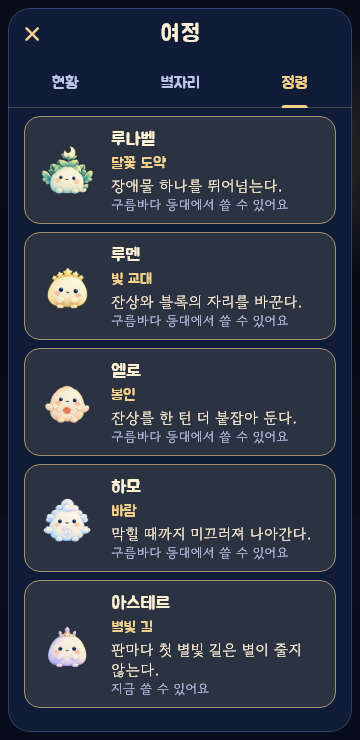 여정
현황 별자리 정령
루나벨
달꽃 도약
장애물 하나를 뛰어넘는다.
구름바다 등대에서 쓸 수 있어요
루멘
빛 교대
잔상와 블록의 자리를 바꾼다.
구름바다 등대에서 쓸 수 있어요
엘로
봉인
잔상를 한 턴 더 붙잡아 둔다.
구름바다 등대에서 쓸 수 있어요
하모
바람
막힐 때까지 미끄러져 나아간다.
구름바다 등대에서 쓸 수 있어요
아스테르
별빛 길
판마다 첫 별빛 길은 별이 줄지
않는다.
지금 쓸 수 있어요